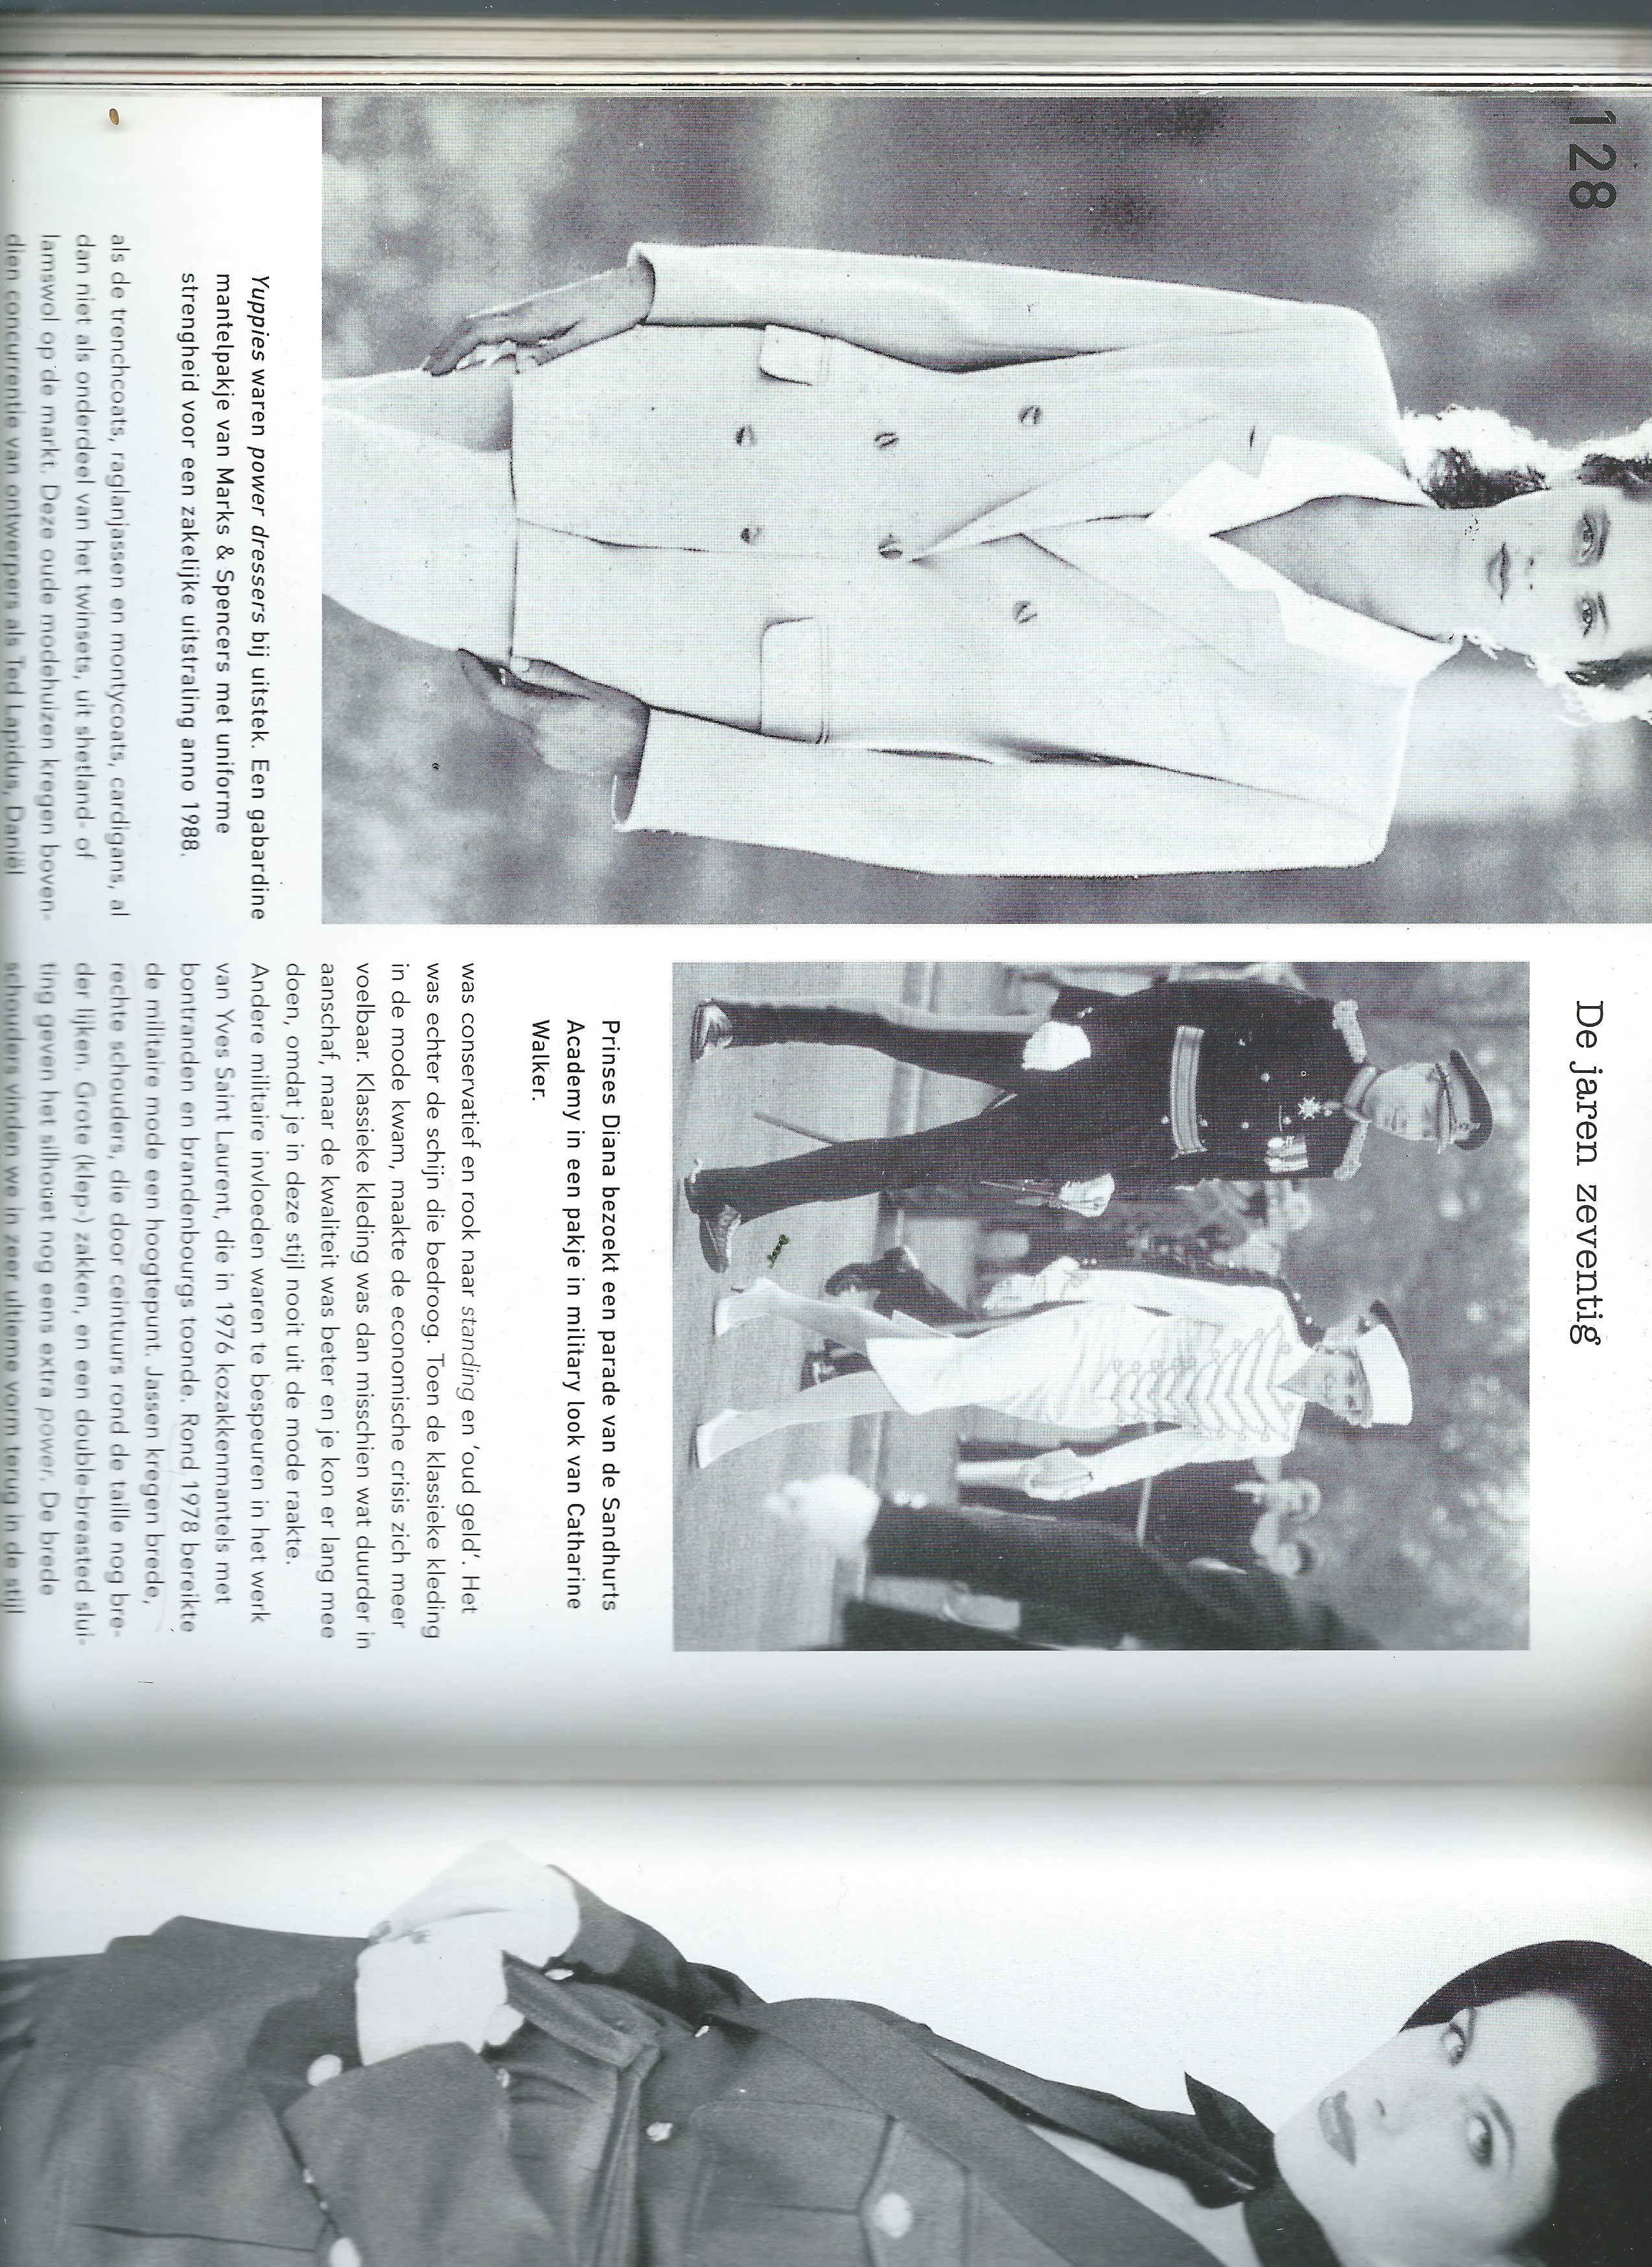 128
De jaren zeventig
Yuppies waren power dressers bij uitstek. Een gabardine
mantelpakje van Marks & Spencers met uniforme
strengheid voor een zakelijke uitstraling anno 1988.
als de trenchcoats, raglanjassen en montycoats, cardigans, al
dan niet als onderdeel van het twinsets, uit shetland- of
lamswol op de markt. Deze oude modehuizen kregen boven-
dien concurrentie van ontwerpers als Ted Lapidus, Daniël
Prinses Diana bezoekt een parade van de Sandhurts
Academy in een pakje in military look van Catharine
Walker.
was conservatief en rook naar standing en ‘oud geld’. Het
was echter de schijn die bedroog. Toen de klassieke kleding
in de mode kwam, maakte de economische crisis zich meer
voelbaar. Klassieke kleding was dan misschien wat duurder in
aanschaf, maar de kwaliteit was beter en je kon er lang mee
doen, omdat je in deze stijl nooit uit de mode raakte.
Andere militaire invloeden waren te bespeuren in het werk
van Yves Saint Laurent, die in 1976 kozakkenmantels met
bontranden en brandenbourgs toonde. Rond 1978 bereikte
de militaire mode een hoogtepunt. Jassen kregen brede,
rechte schouders, die door ceintuurs rond de taille nog bre-
der lijken. Grote (klep-) zakken, en een double-breasted slui-
ting geven het silhouet nog eens extra power. De brede
schouders vinden we in zeer ultieme vorm terug in de stijl